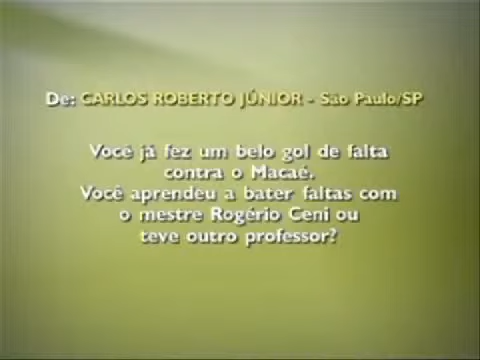 De: CARLOS ROBERTO JÚNIOR - São Paulo/SP
Você já fez um belo gol de falta
contra o Macaé.
Você aprendeu a bater faltas com
o mestre Rogério Ceni ou
teve outro professor?